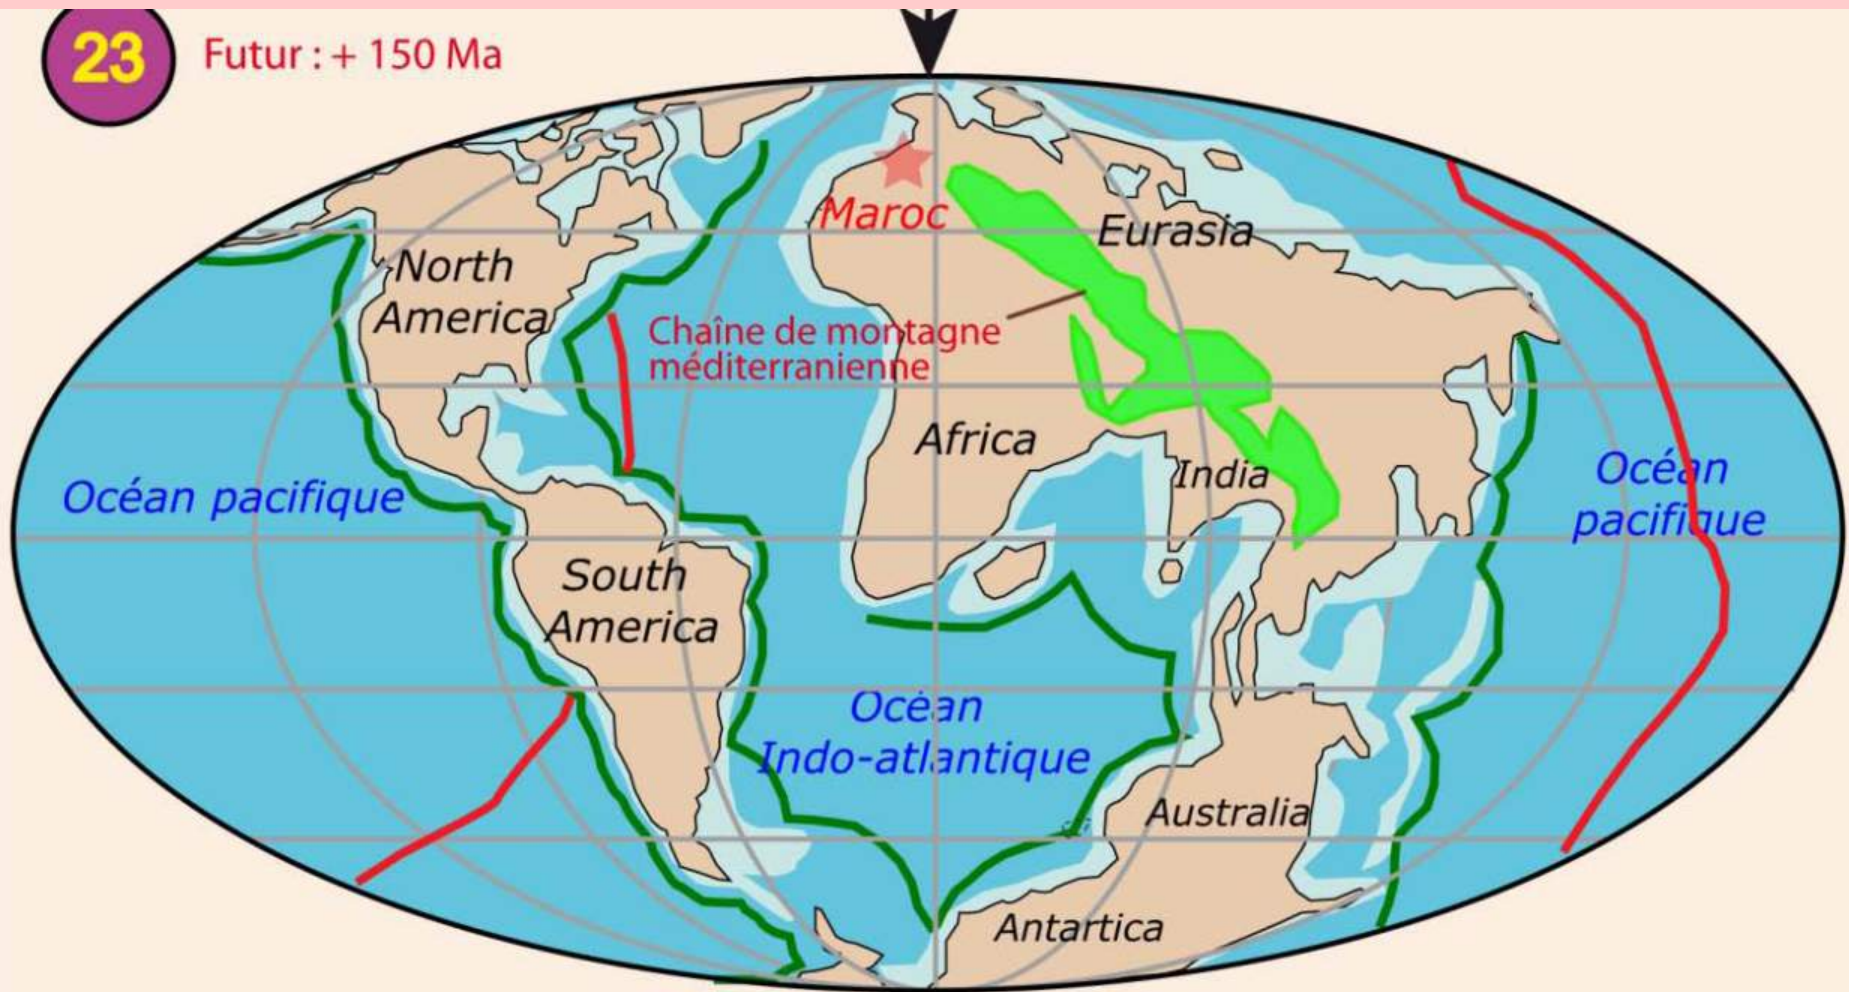 23
Futur : + 150 Ma
Maroc
Eurasia
North
America
Chaîne de montagne
méditerranienne
Africa
India
Océan pacifique
Océan
pacifique
South
America
Océan
Indo-atlantique
Australia
Antartica